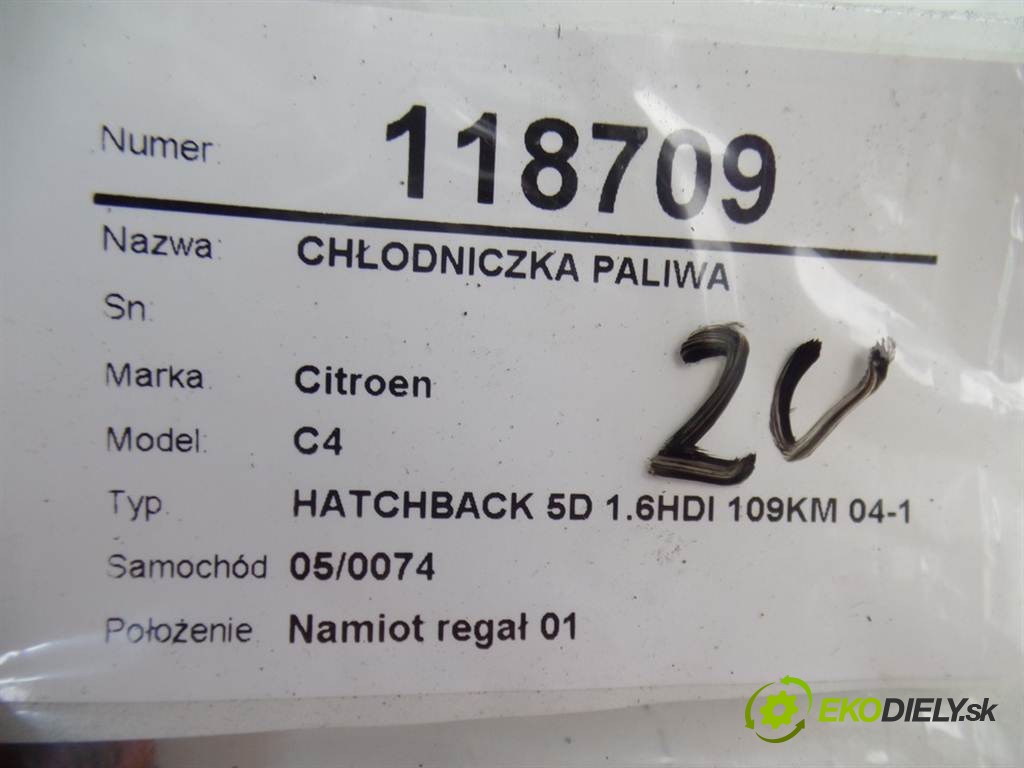 Numer: 118709
Nazwa: CHŁODNICZKA PALIWA
Sn:
Marka Citroen
Model: C4
Typ. HATCHBACK 5D 1.6HDI 109KM 04-1
Samochód 05/0074
Położenie Namiot regał 01
EKODIELY.sk